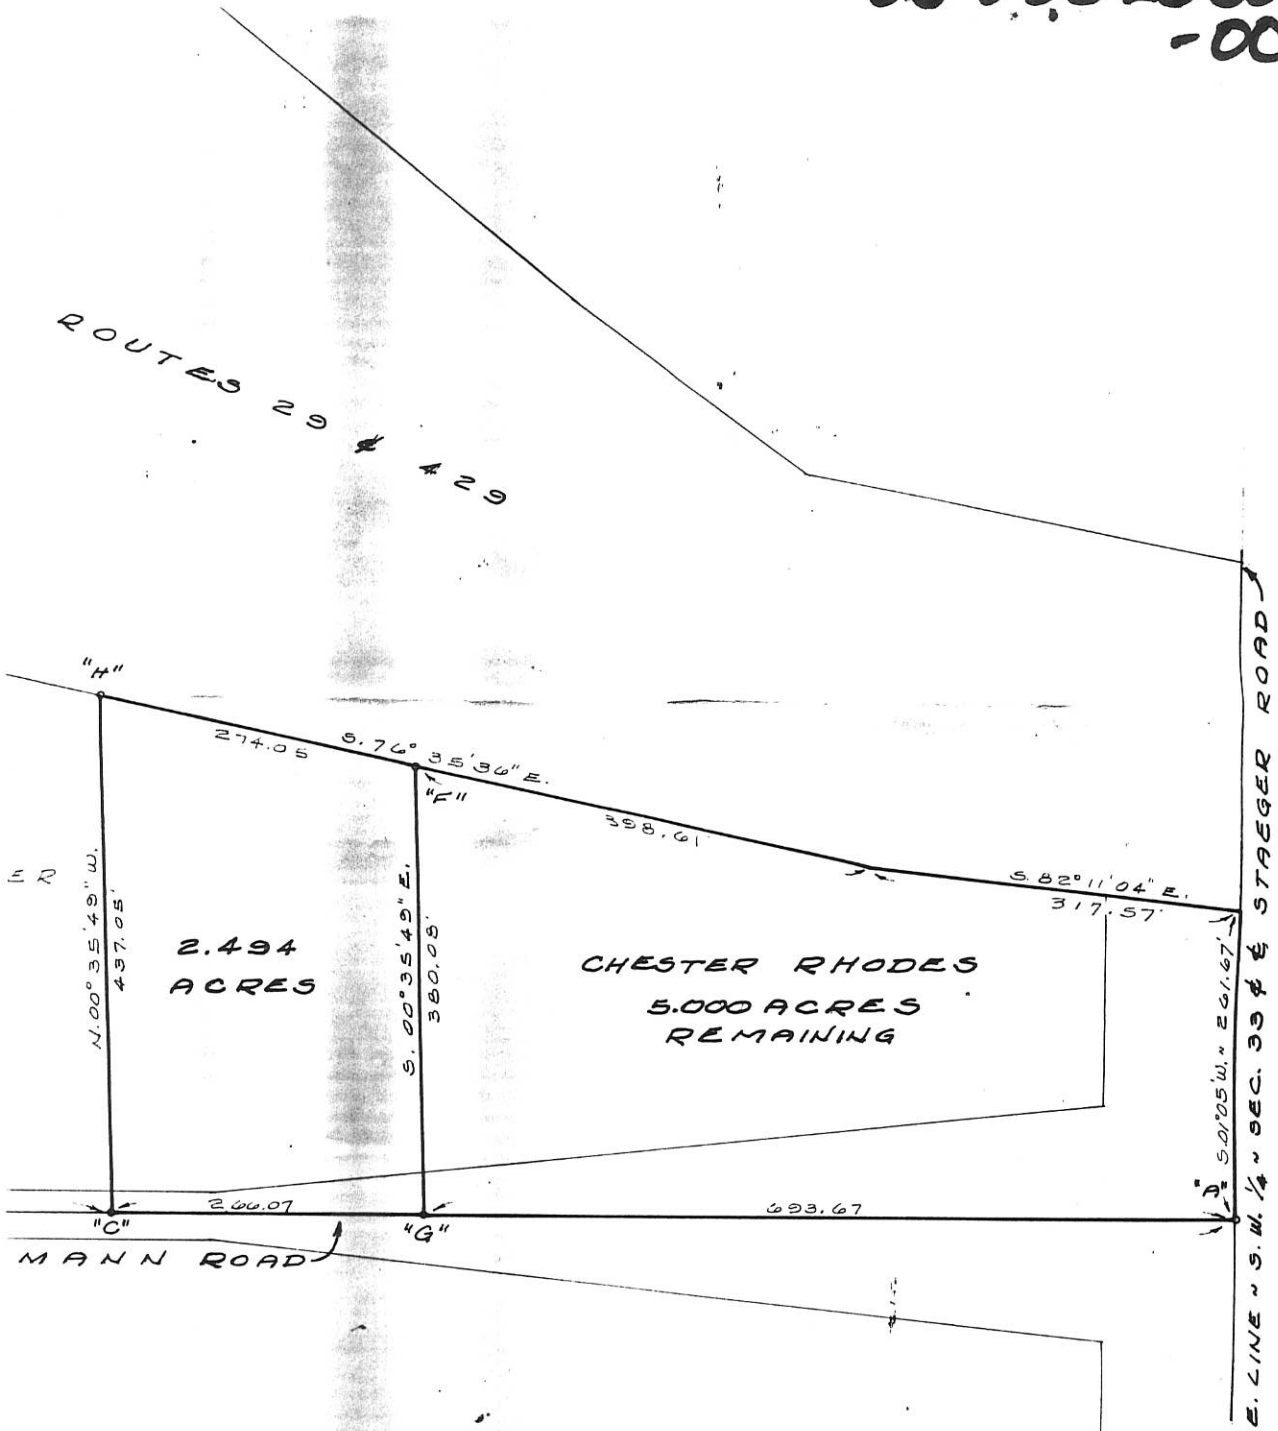 -00
ROUTES 29 & 429
"H"
274.05
S. 76° 35' 36" E.
"F"
398.61
S. 82° 11' 04" E.
317.57'
ER
N. 00° 35' 49" W.
437.05'
2.494
ACRES
S. 00° 35' 49" E.
380.08'
CHESTER RHODES
5.000 ACRES
REMAINING
S.01°05'W. ~ 261.67'
E. LINE ~ S.W. 1/4 ~ SEC. 33 & ℄ STAEGER ROAD
266.07
693.67
"C"
"G"
MANN ROAD